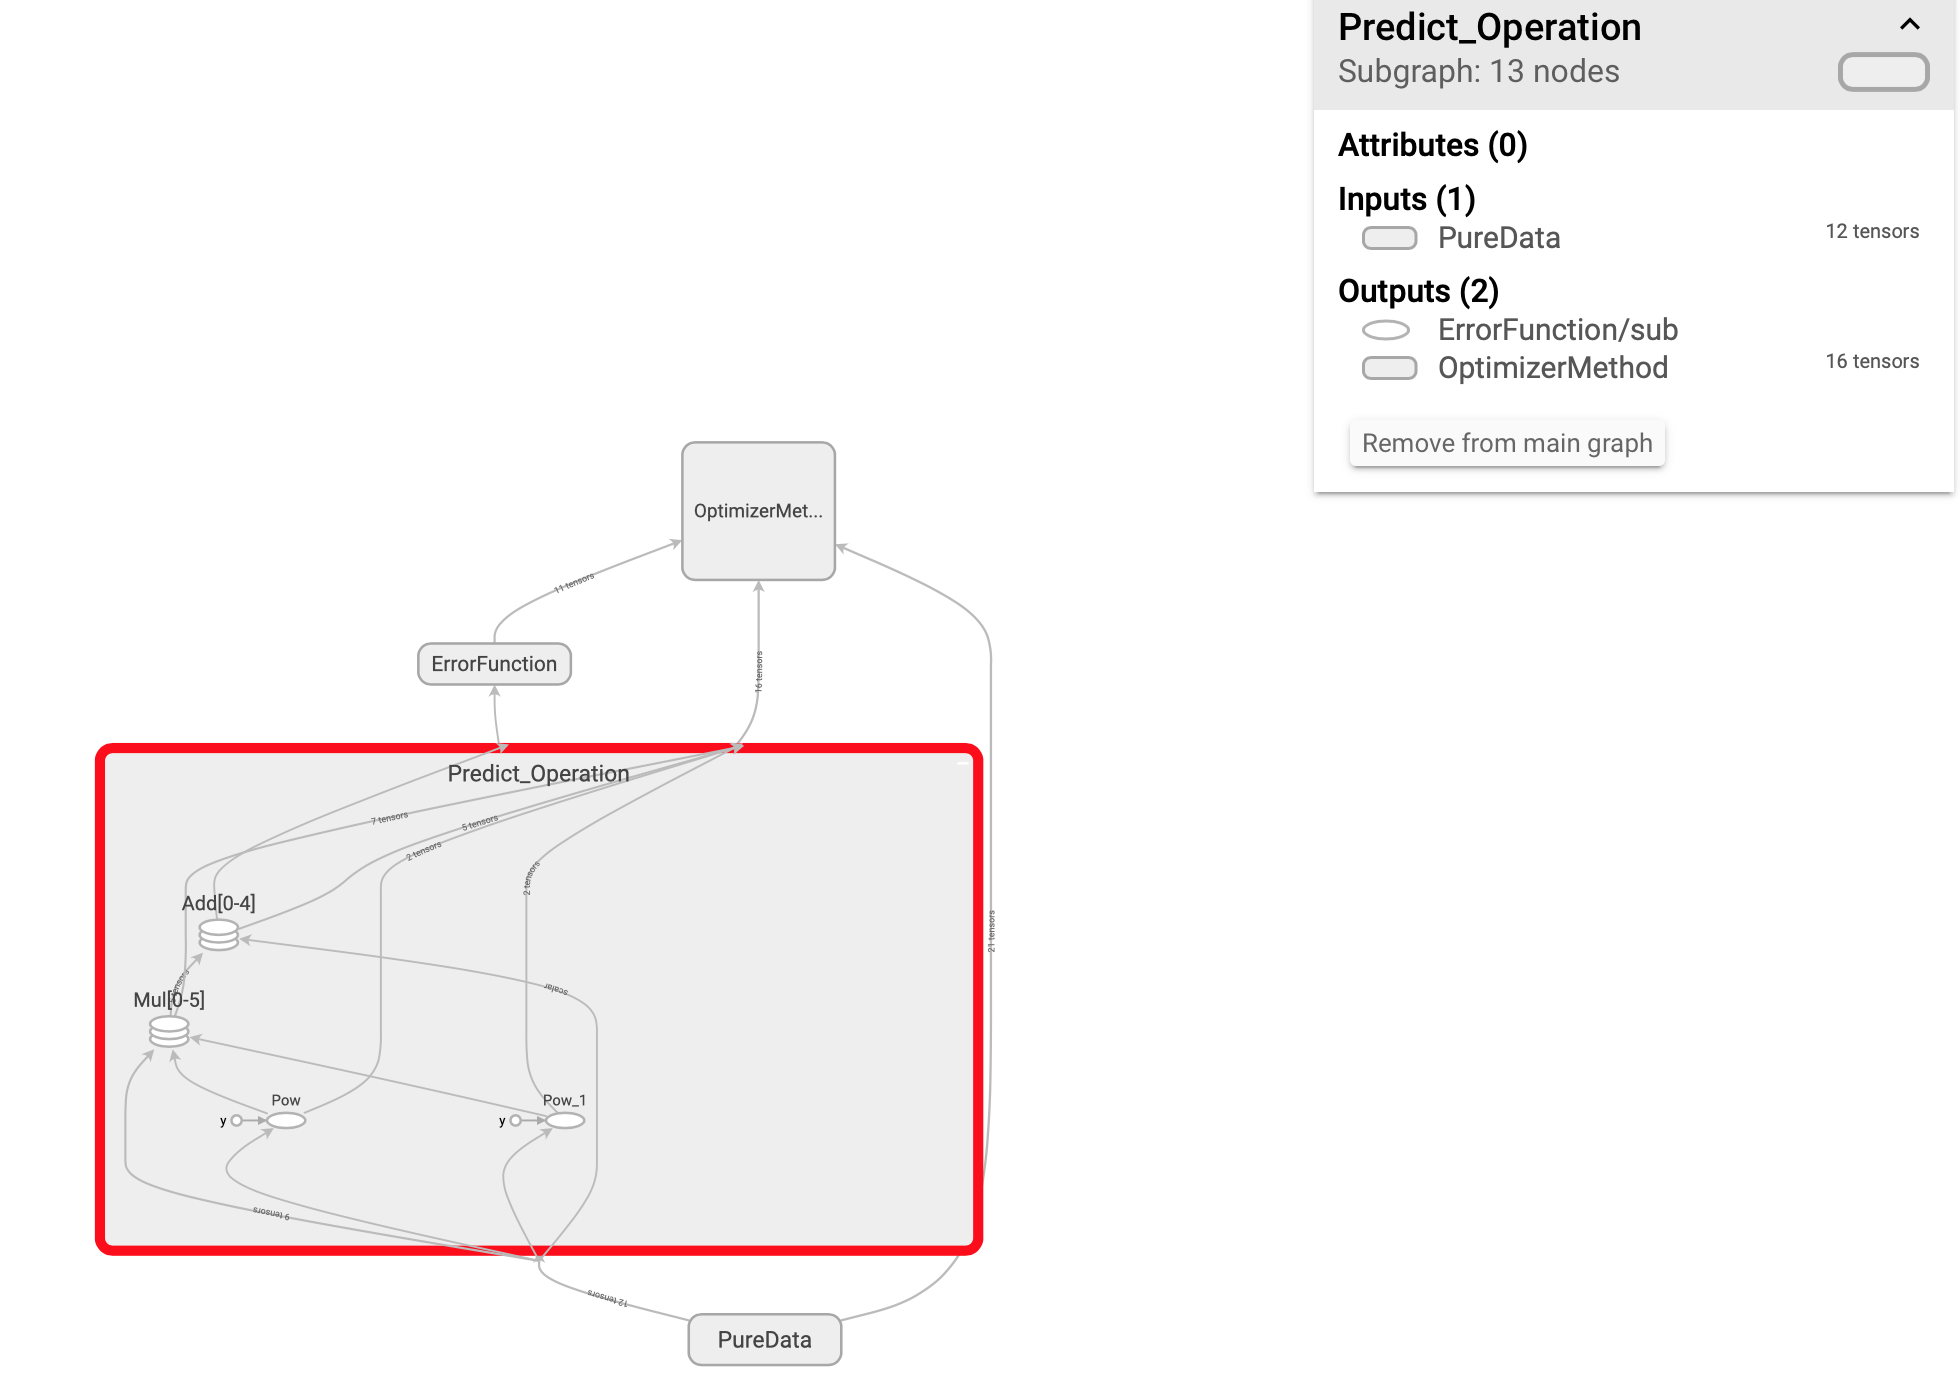 Predict_Operation
Subgraph: 13 nodes
Attributes (0)
Inputs (1)
PureData 12 tensors
Outputs (2)
ErrorFunction/sub
OptimizerMethod 16 tensors
Remove from main graph
OptimizerMet...
11 tensors
ErrorFunction
16 tensors
Predict_Operation
7 tensors
5 tensors
2 tensors
2 tensors
Add[0-4]
21 tensors
tensors
scalar
Mul[0-5]
Pow
Pow_1
y
y
9 tensors
12 tensors
PureData